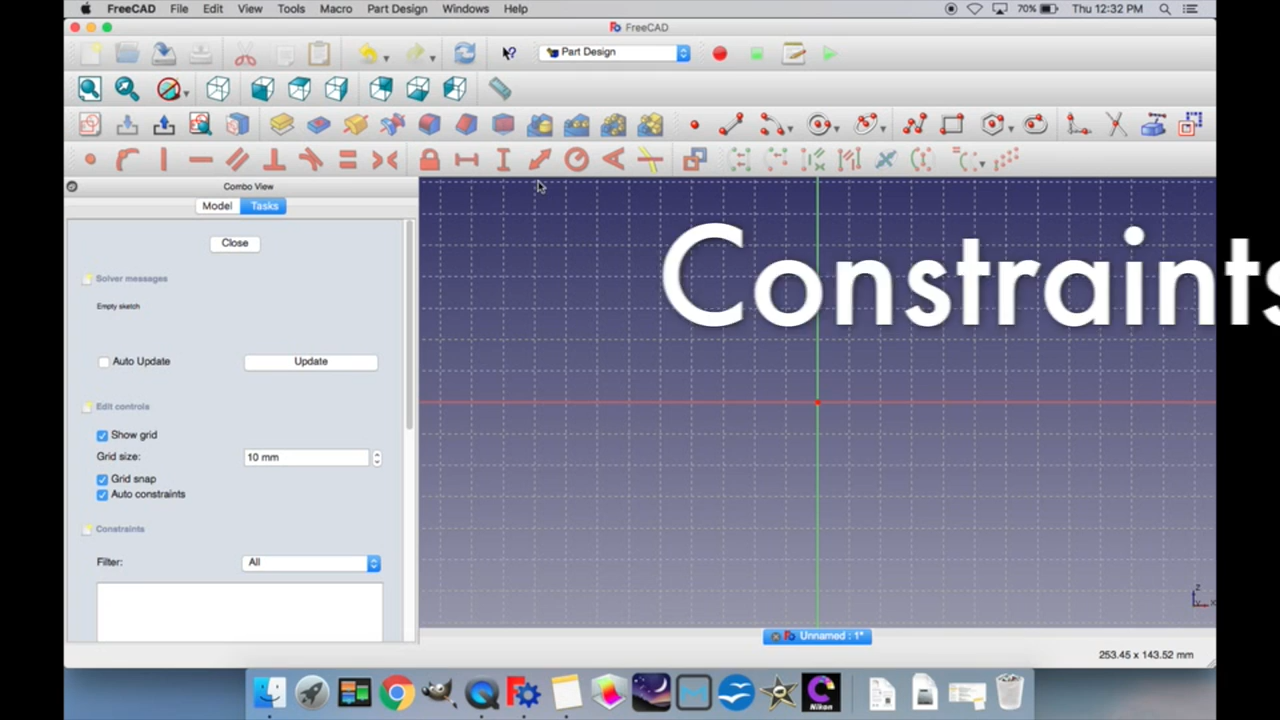 FreeCAD File Edit View Tools Macro Part Design Windows Help 70% Thu 12:32 PM
FreeCAD
Part Design
Combo View
Model Tasks
Close
Solver messages
Empty sketch
Auto Update Update
Edit controls
Show grid
Grid size: 10 mm
Grid snap
Auto constraints
Constraints
Filter: All
Constraints
Unnamed : 1*
253.45 x 143.52 mm
Nikon